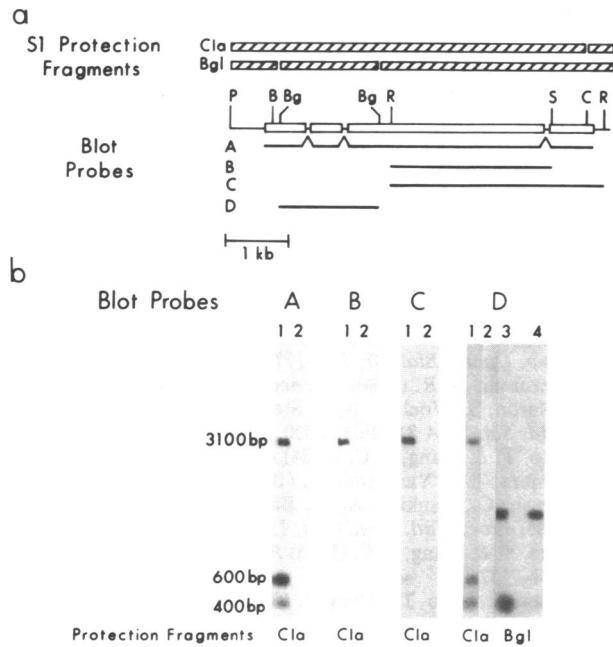 a
S1 Protection Fragments
Cla
Bgl
P B Bg Bg R S C R
Blot Probes
A
B
C
D
1 kb
b
Blot Probes A B C D
1 2 1 2 1 2 1 2 3 4
3100bp
600bp
400bp
Protection Fragments Cla Cla Cla Cla Bgl